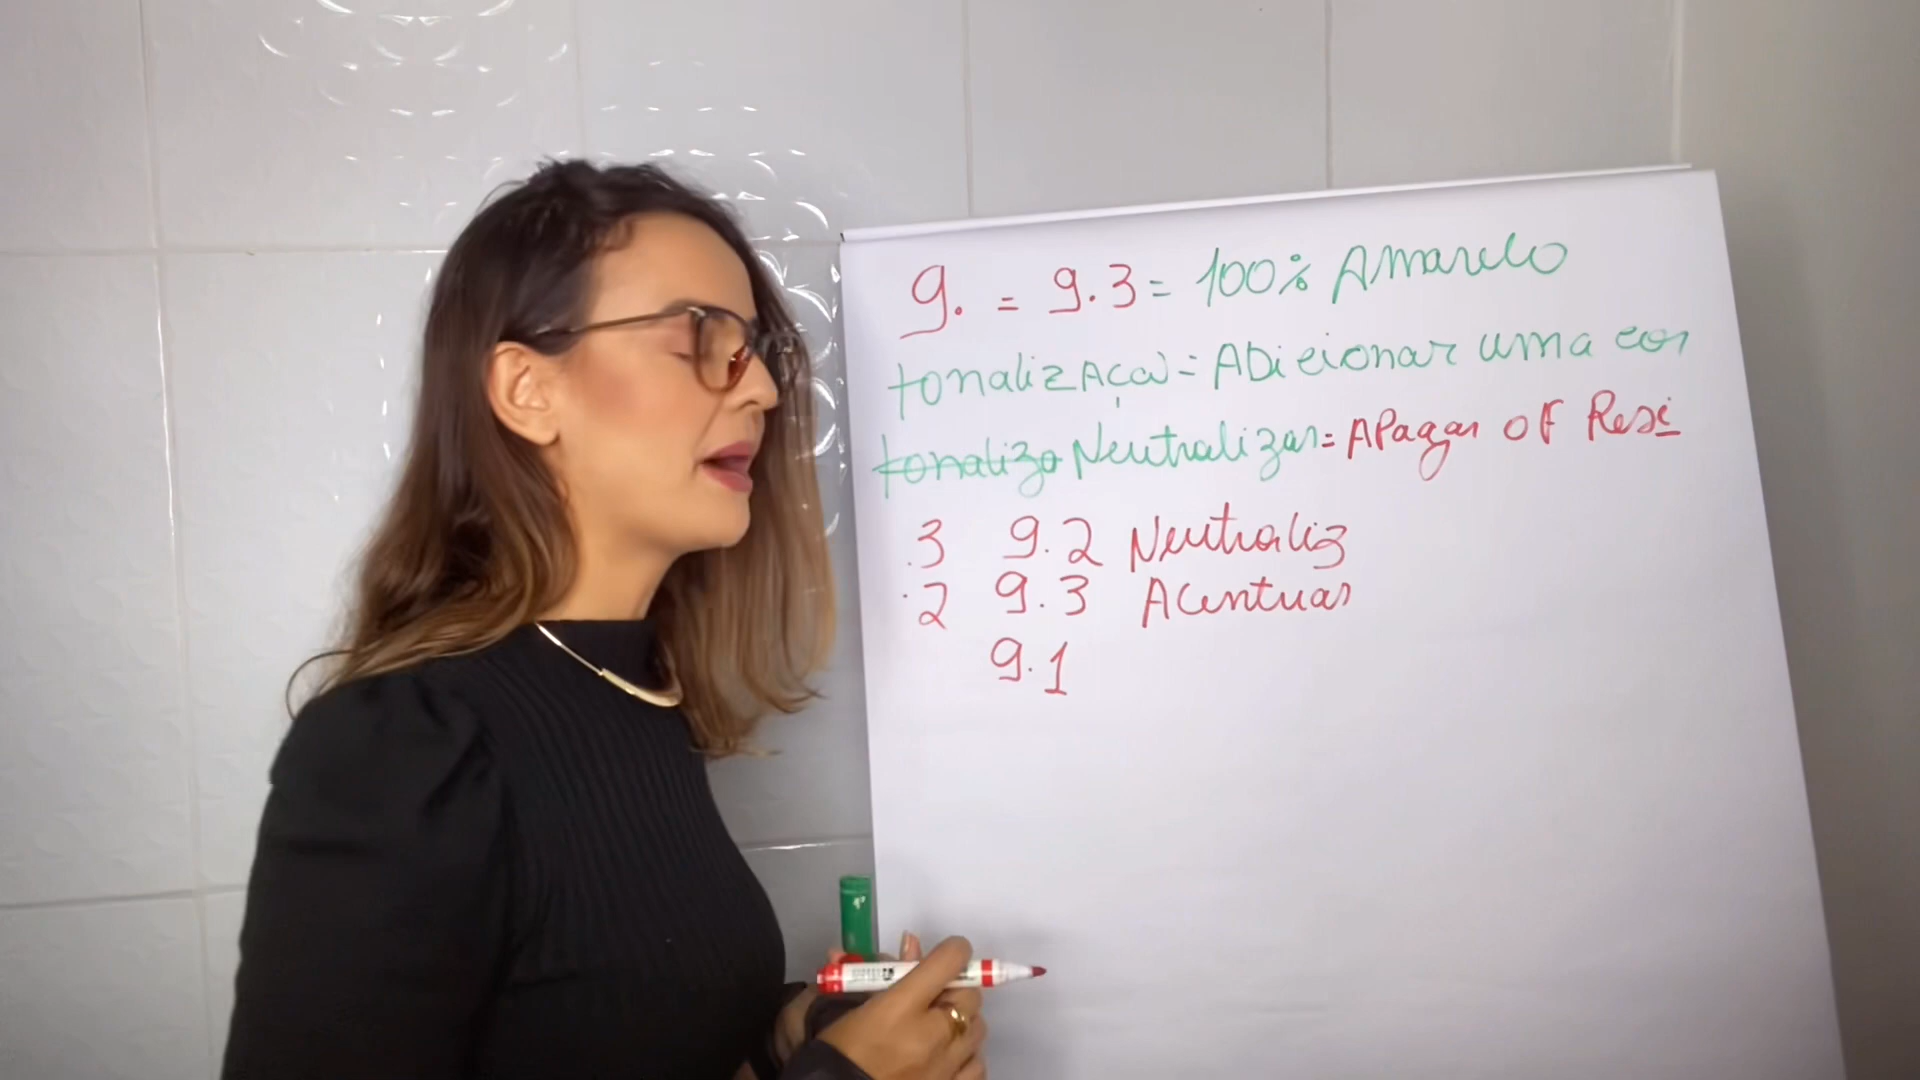 9. = 9.3 = 100% Amarelo
tonalização = Adicionar uma cor
tonalizo Neutralizar = APagar OF Resi
.3 9.2 Neutraliz
.2 9.3 Acentuar
9.1